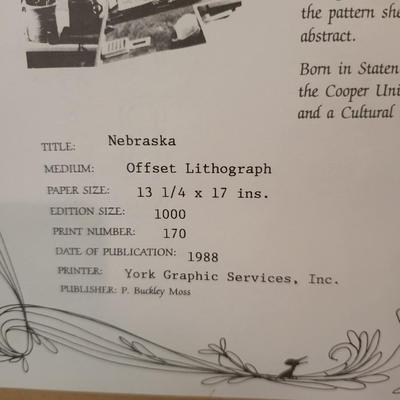 the pattern she
abstract.
Born in Staten
the Cooper Uni
and a Cultural
TITLE: Nebraska
MEDIUM: Offset Lithograph
PAPER SIZE: 13 1/4 x 17 ins.
EDITION SIZE: 1000
PRINT NUMBER: 170
DATE OF PUBLICATION: 1988
PRINTER: York Graphic Services, Inc.
PUBLISHER: P. Buckley Moss